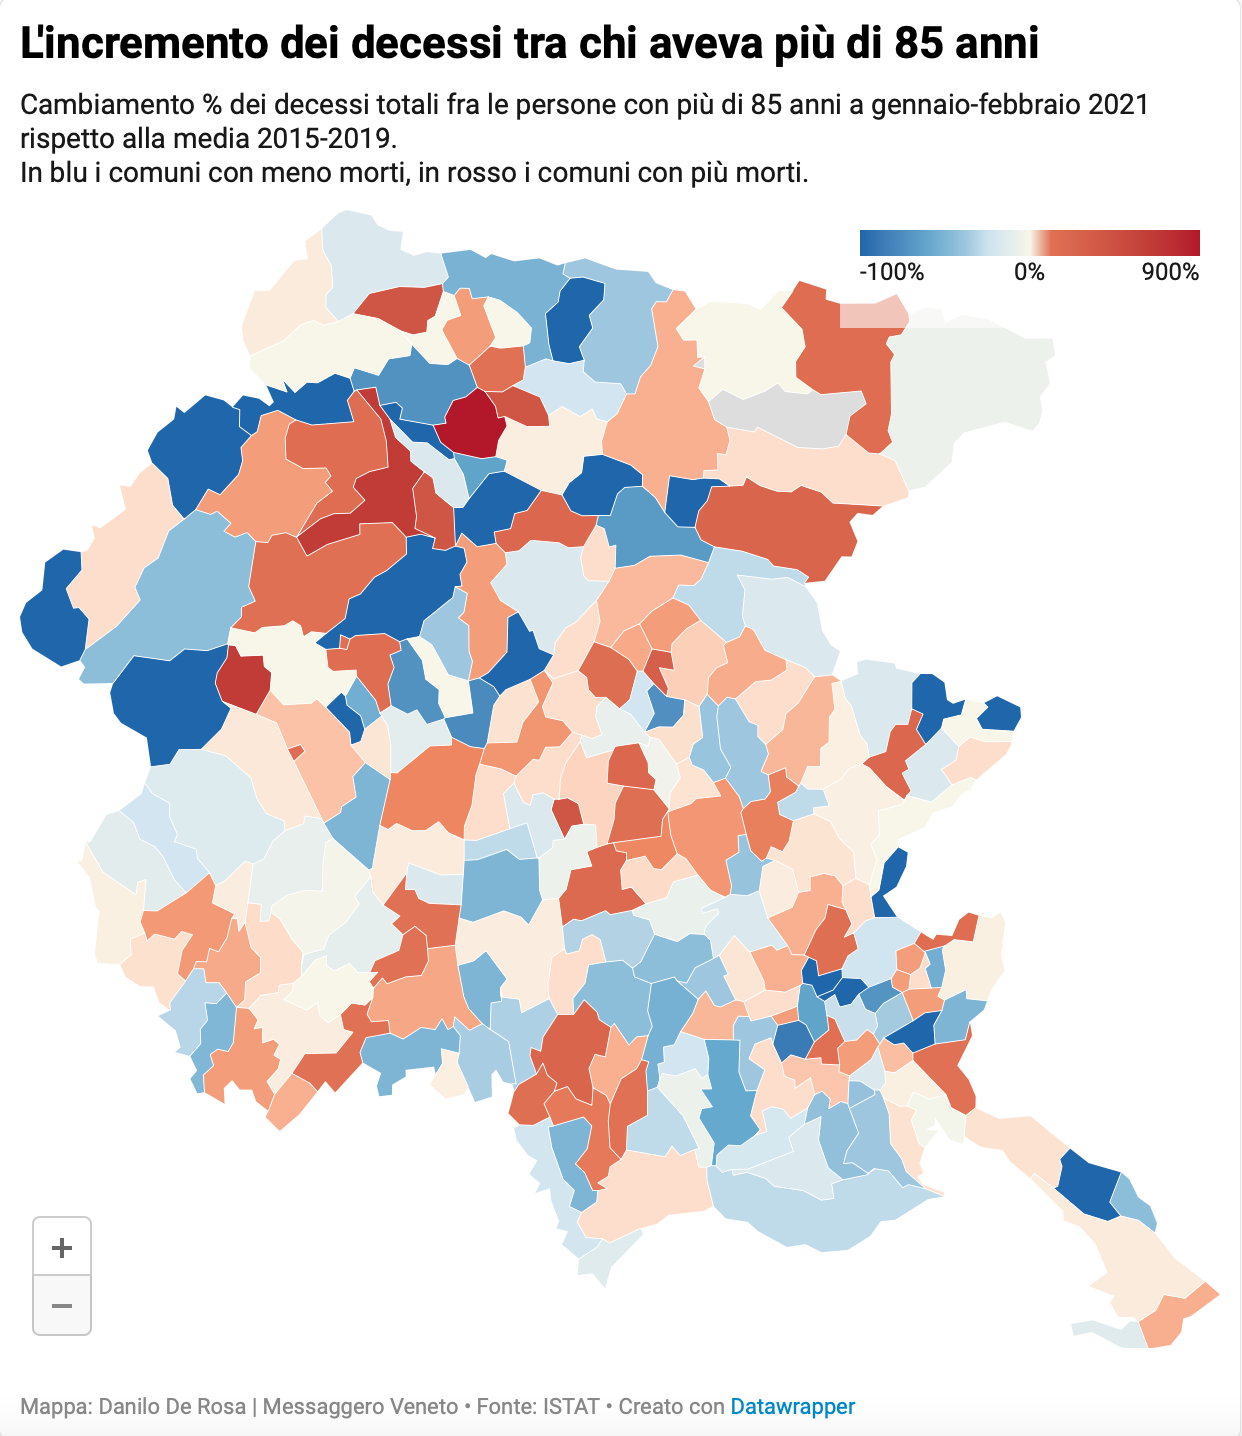 L'incremento dei decessi tra chi aveva più di 85 anni
Cambiamento % dei decessi totali fra le persone con più di 85 anni a gennaio-febbraio 2021
rispetto alla media 2015-2019.
In blu i comuni con meno morti, in rosso i comuni con più morti.
-100% 0% 900%
+
−
Mappa: Danilo De Rosa | Messaggero Veneto • Fonte: ISTAT • Creato con Datawrapper